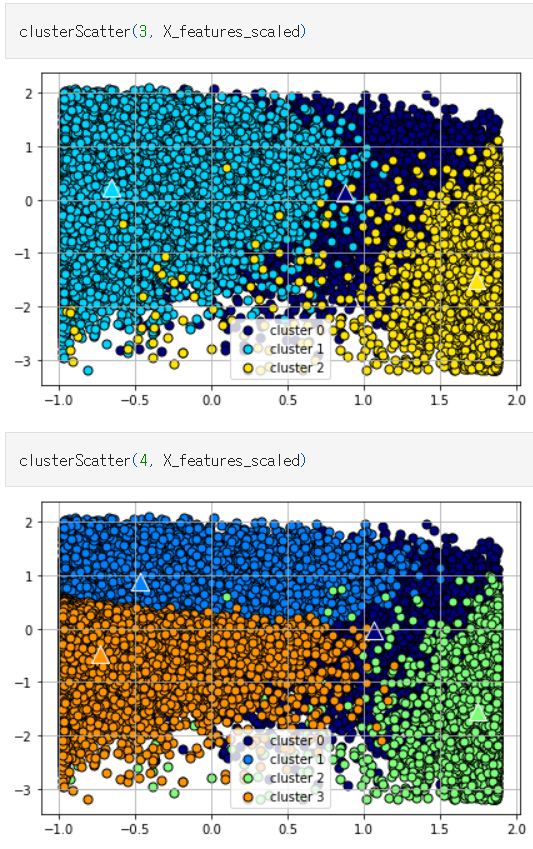 clusterScatter(3, X_features_scaled)
2
1
0
−1
−2
−3
cluster 0
cluster 1
cluster 2
−1.0 −0.5 0.0 0.5 1.0 1.5 2.0
clusterScatter(4, X_features_scaled)
2
1
0
−1
−2
−3
cluster 0
cluster 1
cluster 2
cluster 3
−1.0 −0.5 0.0 0.5 1.0 1.5 2.0